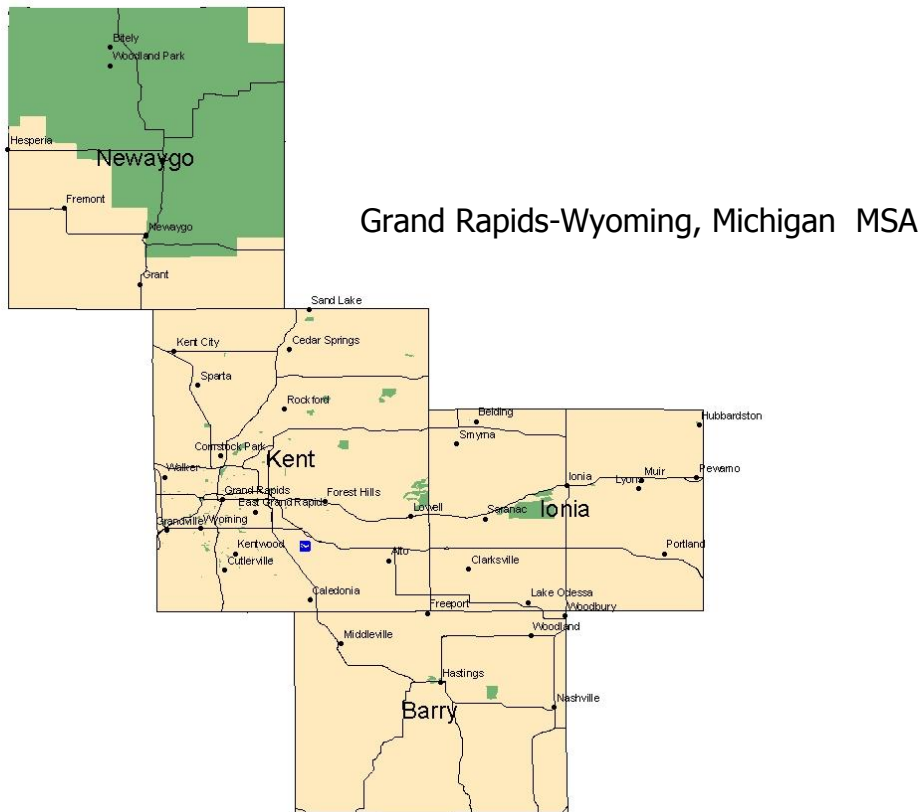 Bitely
Woodland Park
Hesperia
Newaygo
Fremont
Newaygo
Grant
Grand Rapids-Wyoming, Michigan MSA
Sand Lake
Kent City
Cedar Springs
Sparta
Rockford
Belding
Hubbardston
Smyrna
Comstock Park
Kent
Walker
Ionia
Muir
Pewamo
Lyons
Grand Rapids
Forest Hills
East Grand Rapids
Lowell
Saranac
Ionia
Grandville
Wyoming
Kentwood
Alto
Portland
Cutlerville
Clarksville
Caledonia
Lake Odessa
Freeport
Woodbury
Middleville
Woodland
Hastings
Nashville
Barry